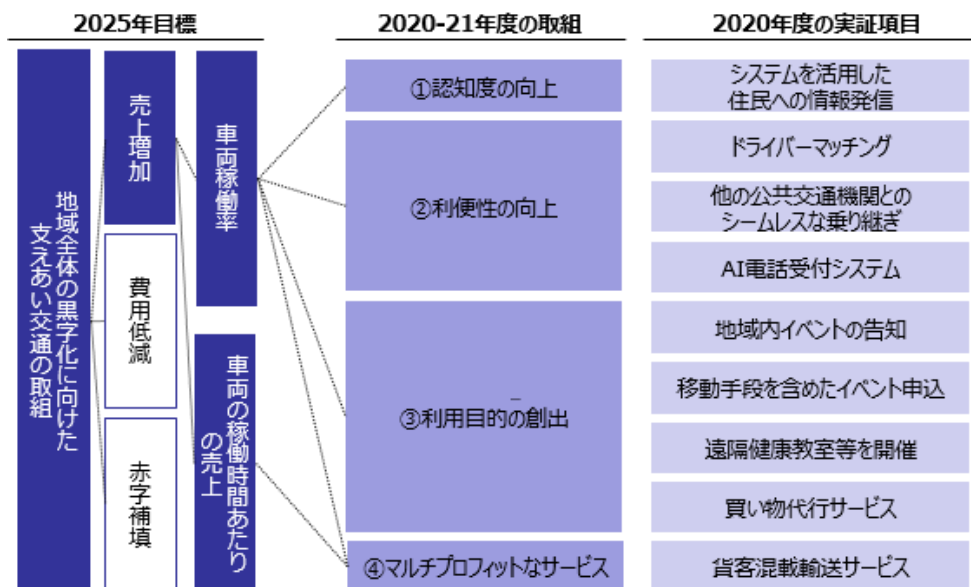 2025年目標
2020-21年度の取組
2020年度の実証項目
地域全体の黒字化に向けた
支えあい交通の取組
売上増加
費用低減
赤字補填
車両稼働率
車両の稼働時間あたり
の売上
①認知度の向上
②利便性の向上
③利用目的の創出
④マルチプロフィットなサービス
システムを活用した
住民への情報発信
ドライバーマッチング
他の公共交通機関との
シームレスな乗り継ぎ
AI電話受付システム
地域内イベントの告知
移動手段を含めたイベント申込
遠隔健康教室等を開催
買い物代行サービス
貨客混載輸送サービス